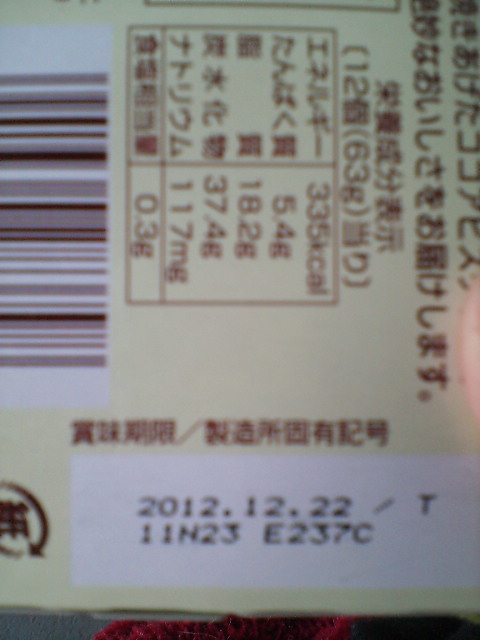 焼きあげたココアビス
絶妙なおいしさをお届けします。
栄養成分表示
(12個(63g)当り)
エネルギー 335kcal
たんぱく質 5.4g
脂質 18.2g
炭水化物 37.4g
ナトリウム 117mg
食塩相当量 0.3g
賞味期限／製造所固有記号
2012.12.22 / T
11N23 E237C
紙